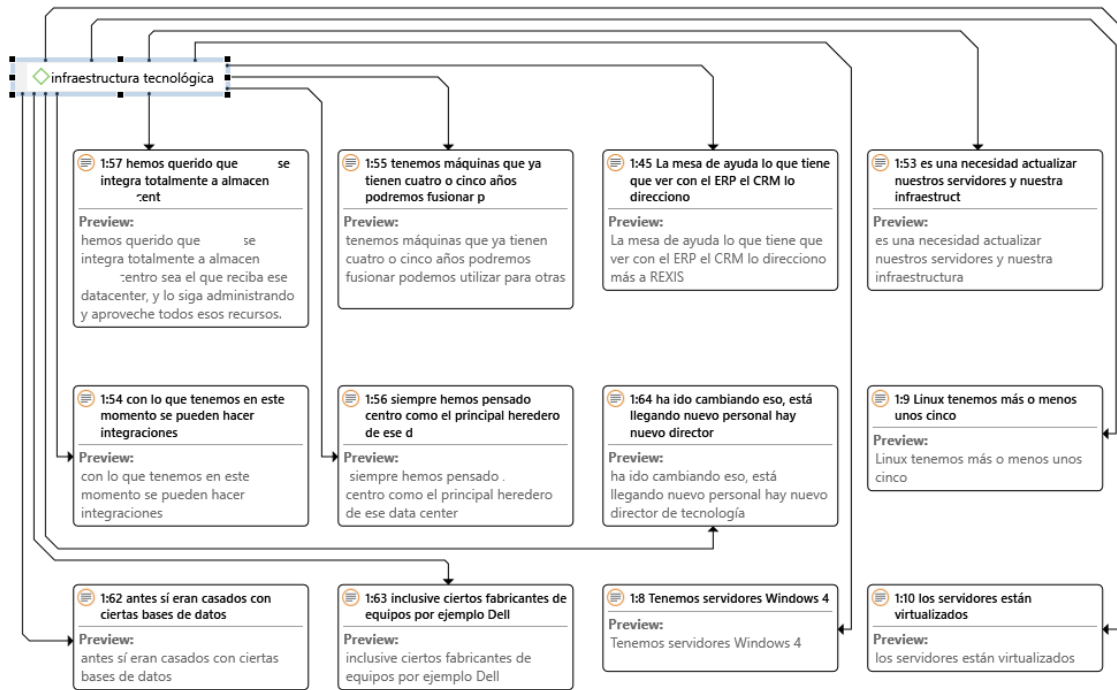 infraestructura tecnológica
1:57 hemos querido que se
integra totalmente a almacen
cent
Preview:
hemos querido que se
integra totalmente a almacen
centro sea el que reciba ese
datacenter, y lo siga administrando
y aproveche todos esos recursos.
1:55 tenemos máquinas que ya
tienen cuatro o cinco años
podremos fusionar p
Preview:
tenemos máquinas que ya tienen
cuatro o cinco años podremos
fusionar podemos utilizar para otras
1:45 La mesa de ayuda lo que tiene
que ver con el ERP el CRM lo
direcciono
Preview:
La mesa de ayuda lo que tiene que
ver con el ERP el CRM lo direcciono
más a REXIS
1:53 es una necesidad actualizar
nuestros servidores y nuestra
infraestruct
Preview:
es una necesidad actualizar
nuestros servidores y nuestra
infraestructura
1:54 con lo que tenemos en este
momento se pueden hacer
integraciones
Preview:
con lo que tenemos en este
momento se pueden hacer
integraciones
1:56 siempre hemos pensado
centro como el principal heredero
de ese d
Preview:
siempre hemos pensado .
centro como el principal heredero
de ese data center
1:64 ha ido cambiando eso, está
llegando nuevo personal hay
nuevo director
Preview:
ha ido cambiando eso, está
llegando nuevo personal hay nuevo
director de tecnología
1:9 Linux tenemos más o menos
unos cinco
Preview:
Linux tenemos más o menos unos
cinco
1:62 antes sí eran casados con
ciertas bases de datos
Preview:
antes sí eran casados con ciertas
bases de datos
1:63 inclusive ciertos fabricantes de
equipos por ejemplo Dell
Preview:
inclusive ciertos fabricantes de
equipos por ejemplo Dell
1:8 Tenemos servidores Windows 4
Preview:
Tenemos servidores Windows 4
1:10 los servidores están
virtualizados
Preview:
los servidores están virtualizados